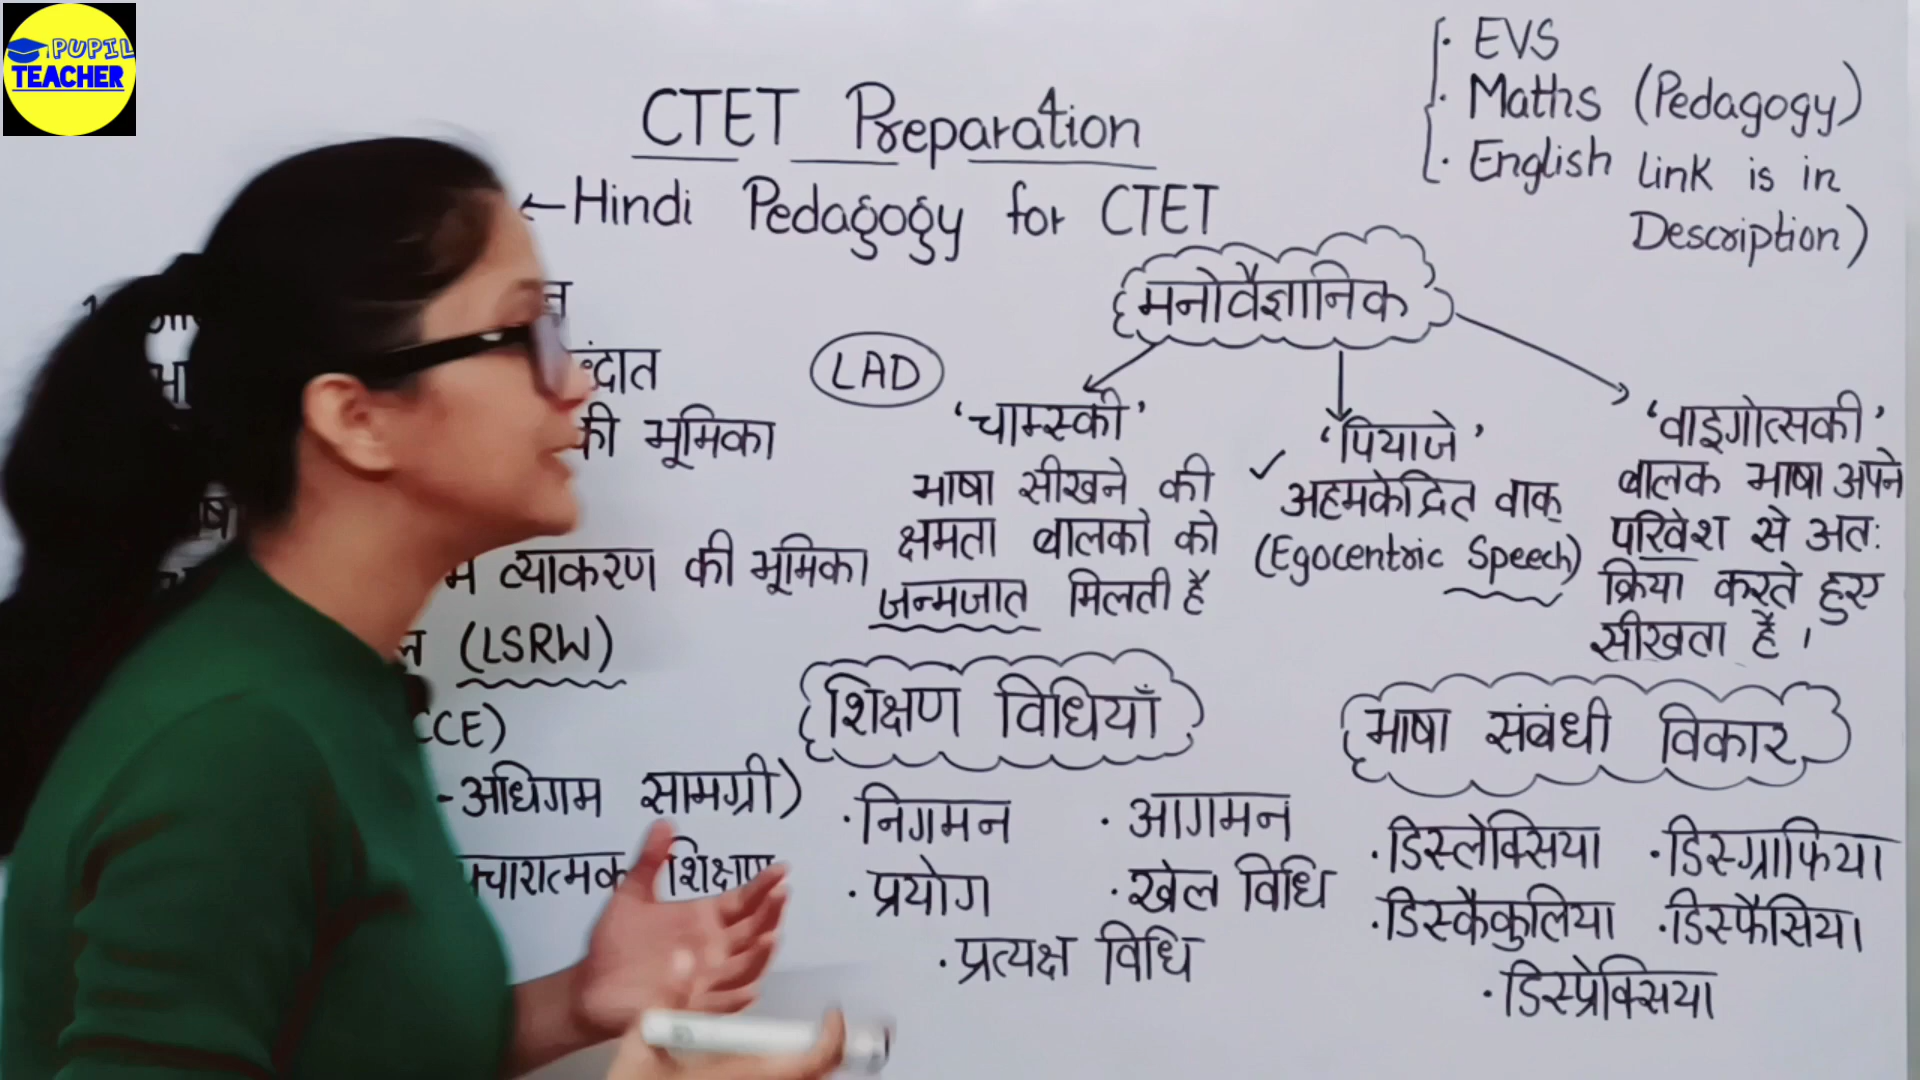 PUPIL
TEACHER
CTET Preparation
←Hindi Pedagogy for CTET
· EVS
· Maths (Pedagogy)
· English link is in
Description)
की भूमिका
व्याकरण की भूमिका
(LSRW)
CCE)
-अधिगम सामग्री)
शिक्षण
मनोवैज्ञानिक
LAD
'चाम्स्की'
भाषा सीखने की
क्षमता बालको को
जन्मजात मिलती है
'पियाजे'
✓ अहमकेद्रित वाक्
(Egocentric Speech)
'वाइगोत्सकी'
बालक भाषा अपने
परिवेश से अतः
क्रिया करते हुए
सीखता है।
शिक्षण विधियाँ
· निगमन · आगमन
· प्रयोग · खेल विधि
· प्रत्यक्ष विधि
भाषा संबंधी विकार
· डिस्लेक्सिया · डिस्ग्राफिया
· डिस्कैकुलिया · डिस्फैसिया
· डिस्प्रेक्सिया